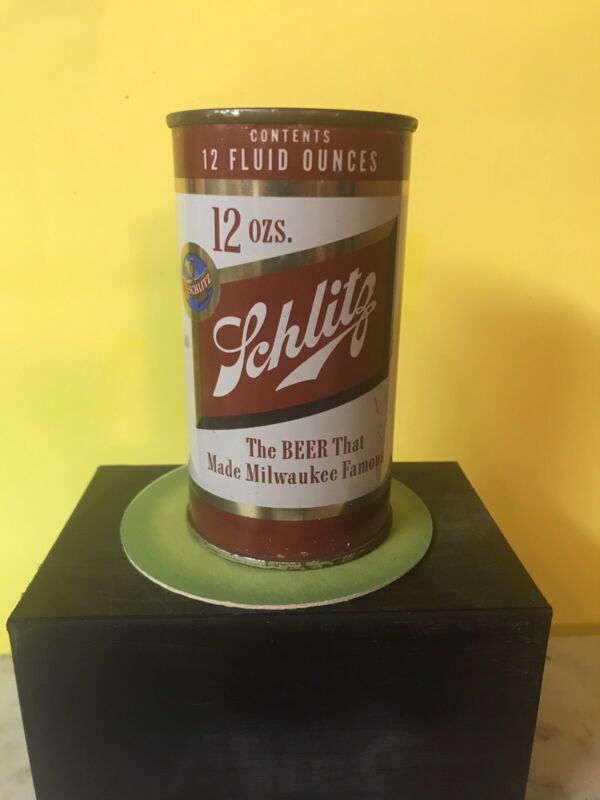 CONTENTS
12 FLUID OUNCES
12 ozs.
SCHLITZ
Schlitz
The BEER That
Made Milwaukee Famous